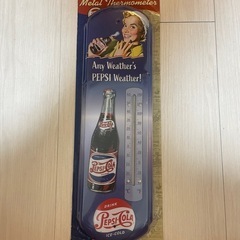 Metal Thermometer
Any Weather's
PEPSI Weather!
PEPSI-COLA
DRINK
PEPSI-COLA
ICE-COLD